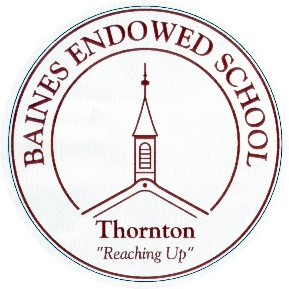 BAINES ENDOWED SCHOOL
Thornton
"Reaching Up"